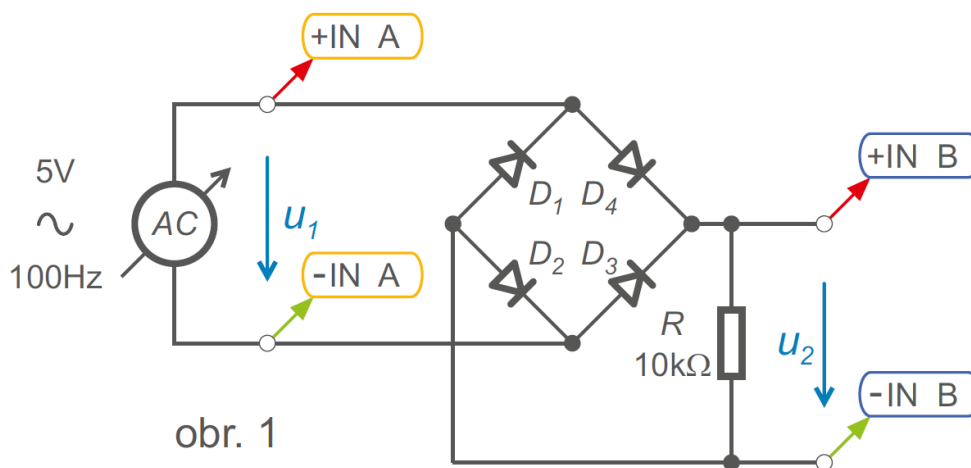 +IN A
5V
AC
100Hz
u1
-IN A
D1 D4
D2 D3
+IN B
R
10kΩ
u2
-IN B
obr. 1